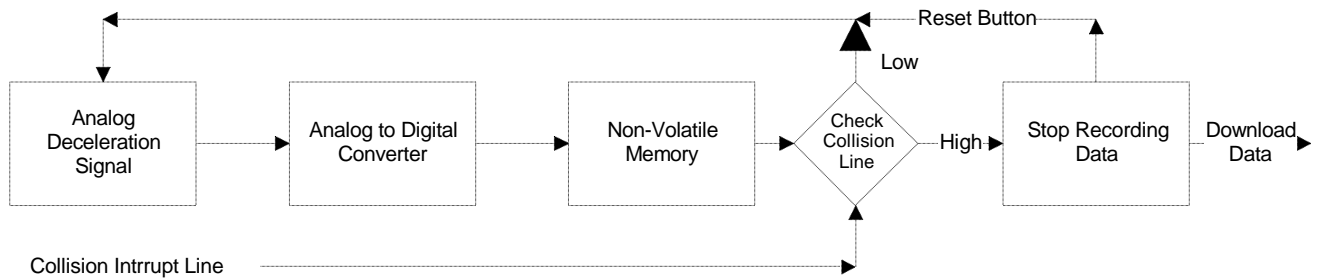 Reset Button
Low
Analog
Deceleration
Signal
Analog to Digital
Converter
Non-Volatile
Memory
Check
Collision
Line
High
Stop Recording
Data
Download
Data
Collision Intrrupt Line